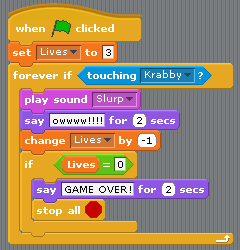 when clicked
set Lives to 3
forever if touching Krabby ?
play sound Slurp
say owwww!!!! for 2 secs
change Lives by -1
if Lives = 0
say GAME OVER! for 2 secs
stop all